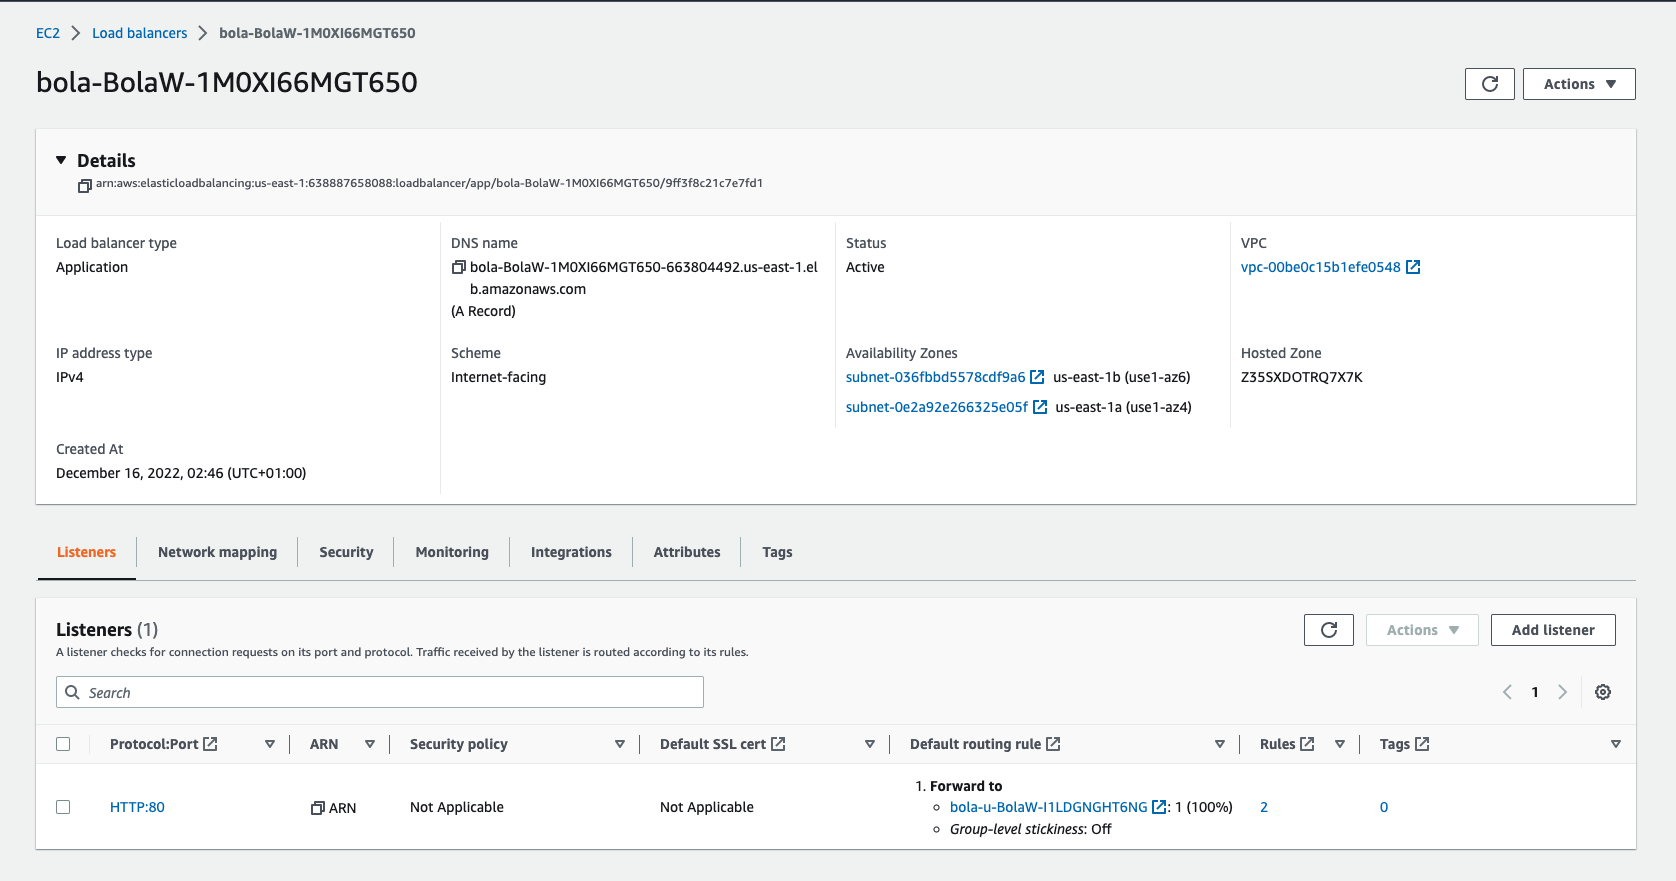 EC2 > Load balancers > bola-BolaW-1M0XI66MGT650
bola-BolaW-1M0XI66MGT650
Actions
Details
arn:aws:elasticloadbalancing:us-east-1:638887658088:loadbalancer/app/bola-BolaW-1M0XI66MGT650/9ff3f8c21c7e7fd1
Load balancer type
Application
DNS name
bola-BolaW-1M0XI66MGT650-663804492.us-east-1.el
b.amazonaws.com
(A Record)
Status
Active
VPC
vpc-00be0c15b1efe0548
IP address type
IPv4
Scheme
Internet-facing
Availability Zones
subnet-036fbbd5578cdf9a6 us-east-1b (use1-az6)
subnet-0e2a92e266325e05f us-east-1a (use1-az4)
Hosted Zone
Z35SXDOTRQ7X7K
Created At
December 16, 2022, 02:46 (UTC+01:00)
Listeners Network mapping Security Monitoring Integrations Attributes Tags
Listeners (1)
A listener checks for connection requests on its port and protocol. Traffic received by the listener is routed according to its rules.
Actions
Add listener
Search
1
Protocol:Port ARN Security policy Default SSL cert Default routing rule Rules Tags
HTTP:80 ARN Not Applicable Not Applicable
1. Forward to
bola-u-BolaW-I1LDGNGHT6NG : 1 (100%)
Group-level stickiness: Off
2
0